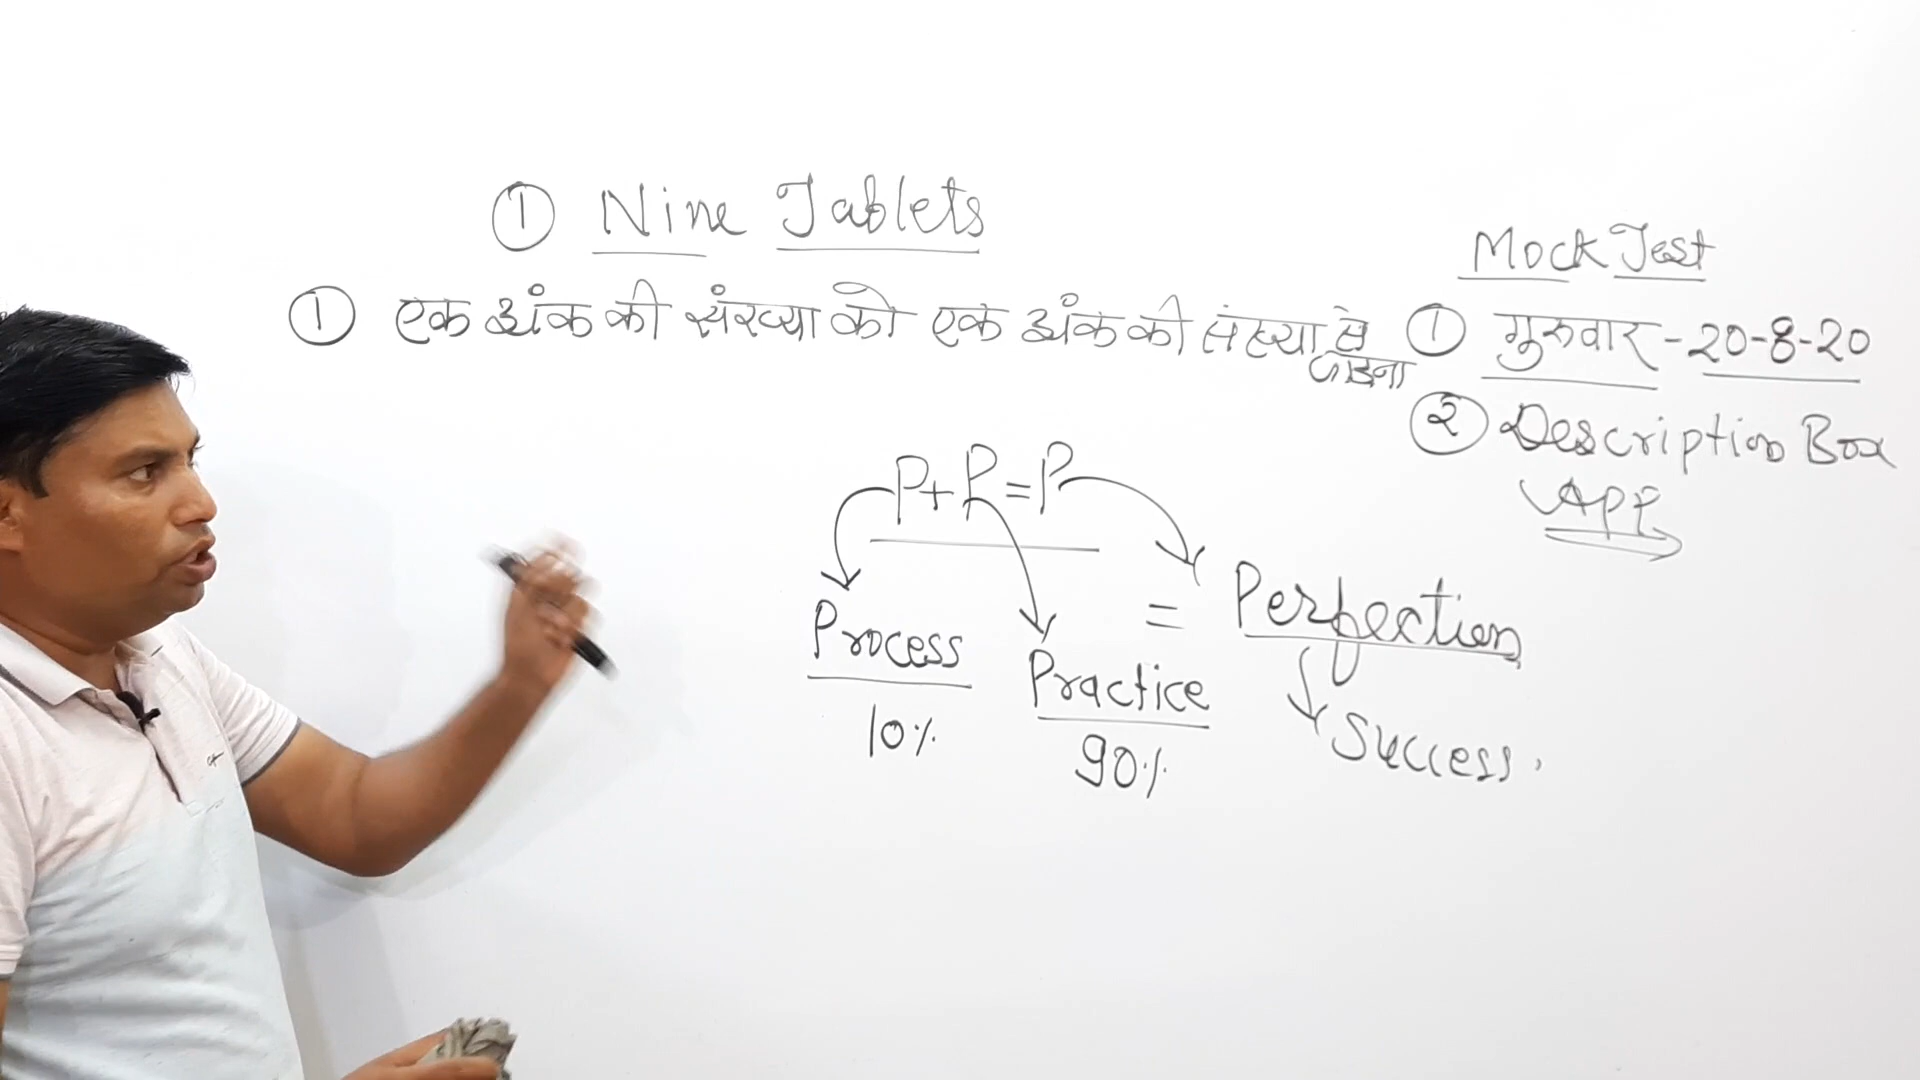 ① Nine Tablets
① एक अंक की संख्या को एक अंक की संख्या से
जोड़ना
P+P=P
Process
10%
Practice
90%
= Perfection
Success.
Mock Test
① गुरुवार - 20-8-20
② Description Box
App